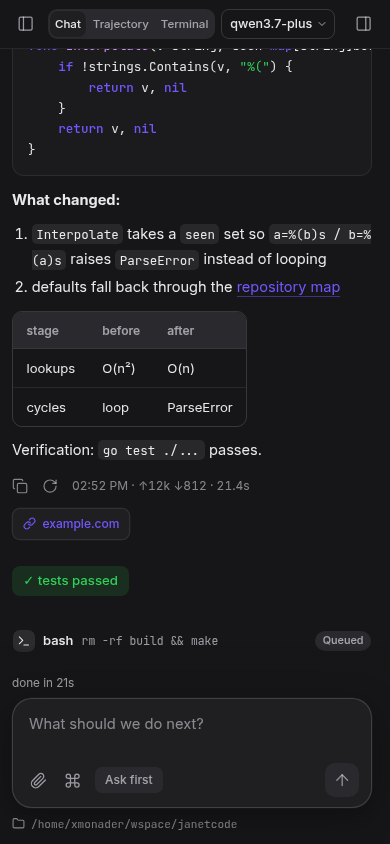 Chat Trajectory Terminal qwen3.7-plus
if !strings.Contains(v, "%(") {
return v, nil
}
return v, nil
}
What changed:
1. Interpolate takes a seen set so a=%(b)s / b=%
(a)s raises ParseError instead of looping
2. defaults fall back through the repository map
stage before after
lookups O(n²) O(n)
cycles loop ParseError
Verification: go test ./... passes.
02:52 PM · ↑12k ↓812 · 21.4s
example.com
✓ tests passed
bash rm -rf build && make Queued
done in 21s
What should we do next?
Ask first
/home/xmonader/wspace/janetcode